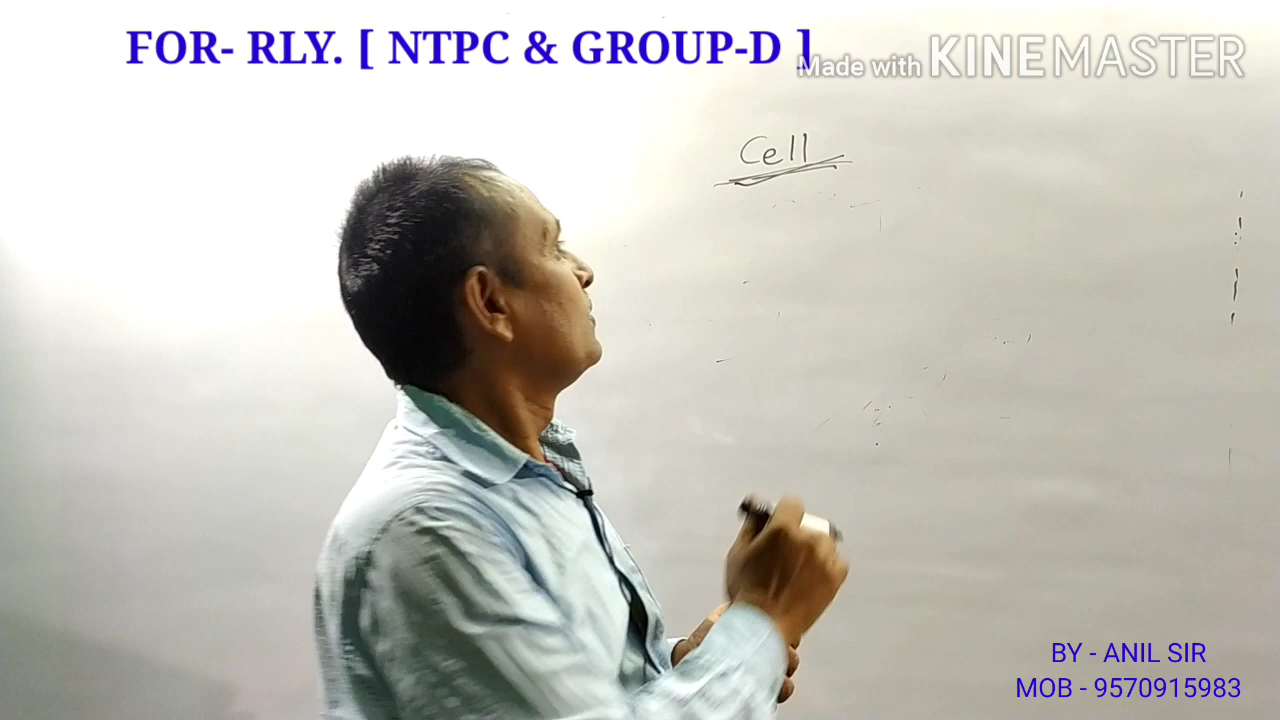 FOR- RLY. [ NTPC & GROUP-D ]
Made with KINEMASTER
Cell
BY - ANIL SIR
MOB - 9570915983